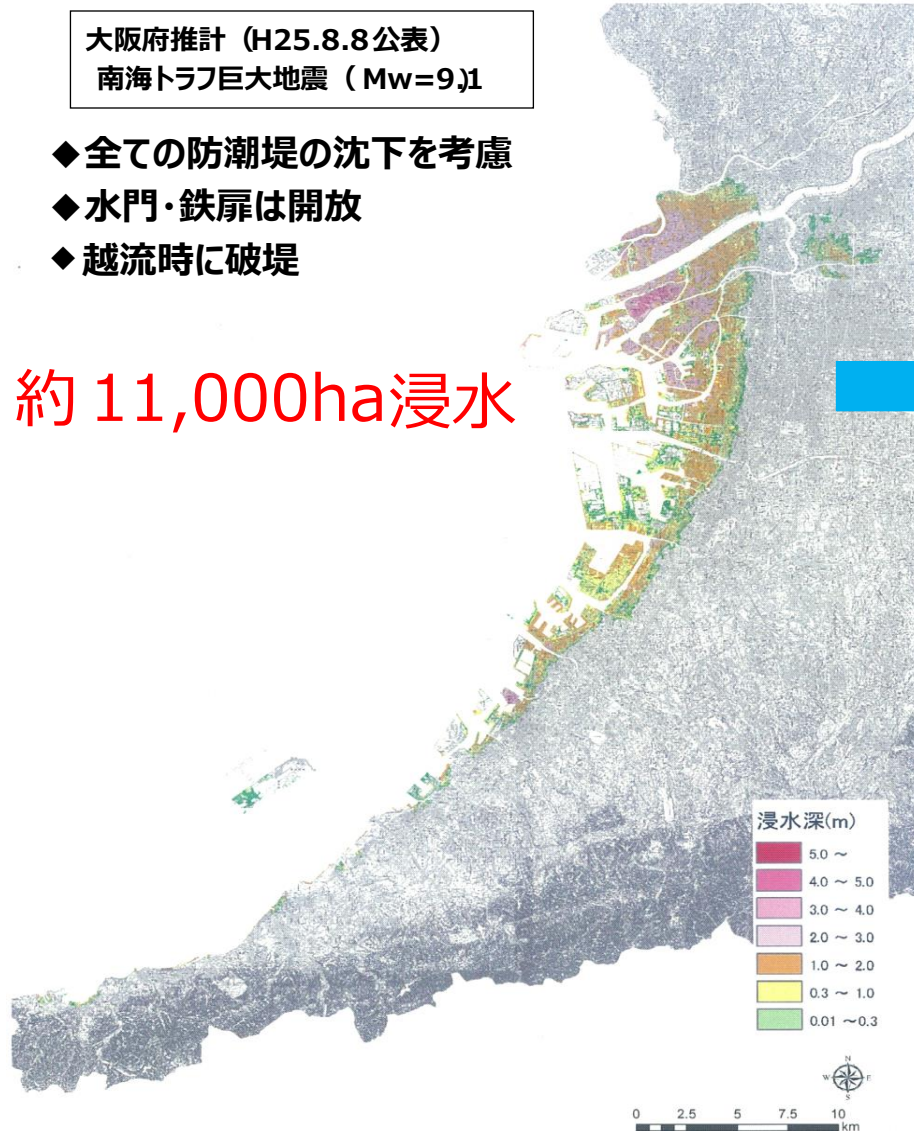 大阪府推計（H25.8.8公表）
南海トラフ巨大地震（Mw=9.1）
◆全ての防潮堤の沈下を考慮
◆水門・鉄扉は開放
◆越流時に破堤
約11,000ha浸水
浸水深(m)
5.0 ～
4.0 ～ 5.0
3.0 ～ 4.0
2.0 ～ 3.0
1.0 ～ 2.0
0.3 ～ 1.0
0.01 ～0.3
N
W E
S
0 2.5 5 7.5 10
km